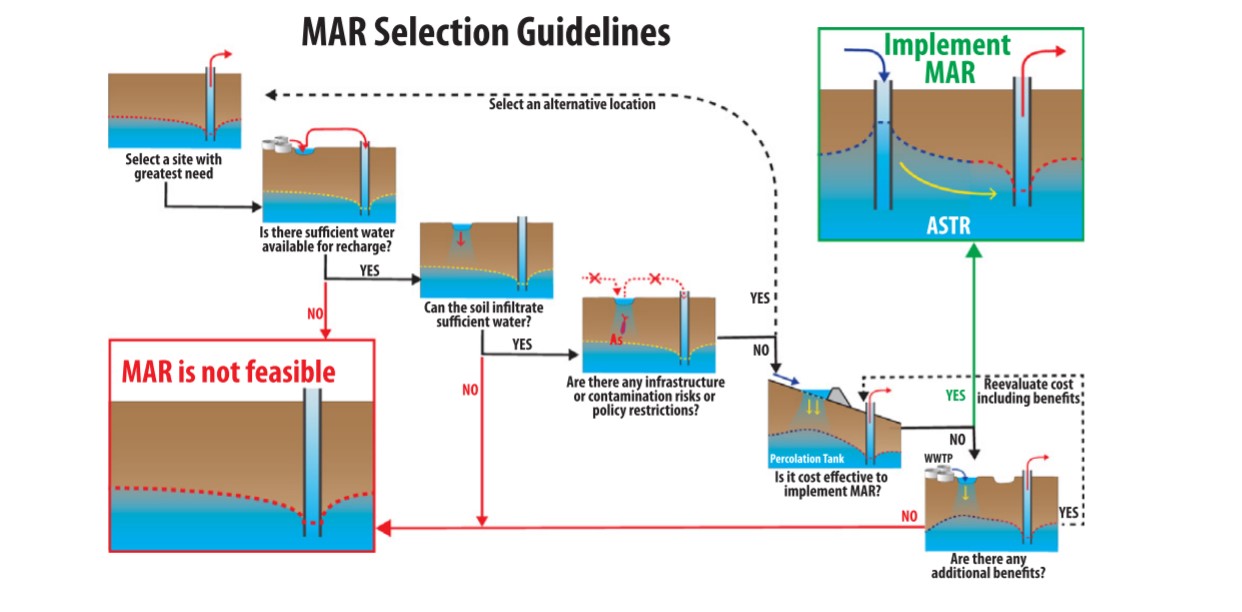 MAR Selection Guidelines
Select an alternative location
Select a site with
greatest need
Is there sufficient water
available for recharge?
YES
NO
Can the soil infiltrate
sufficient water?
YES
NO
As
Are there any infrastructure
or contamination risks or
policy restrictions?
YES
NO
Percolation Tank
Is it cost effective to
implement MAR?
YES
NO
Reevaluate cost
including benefits
WWTP
YES
NO
Are there any
additional benefits?
Implement
MAR
ASTR
MAR is not feasible